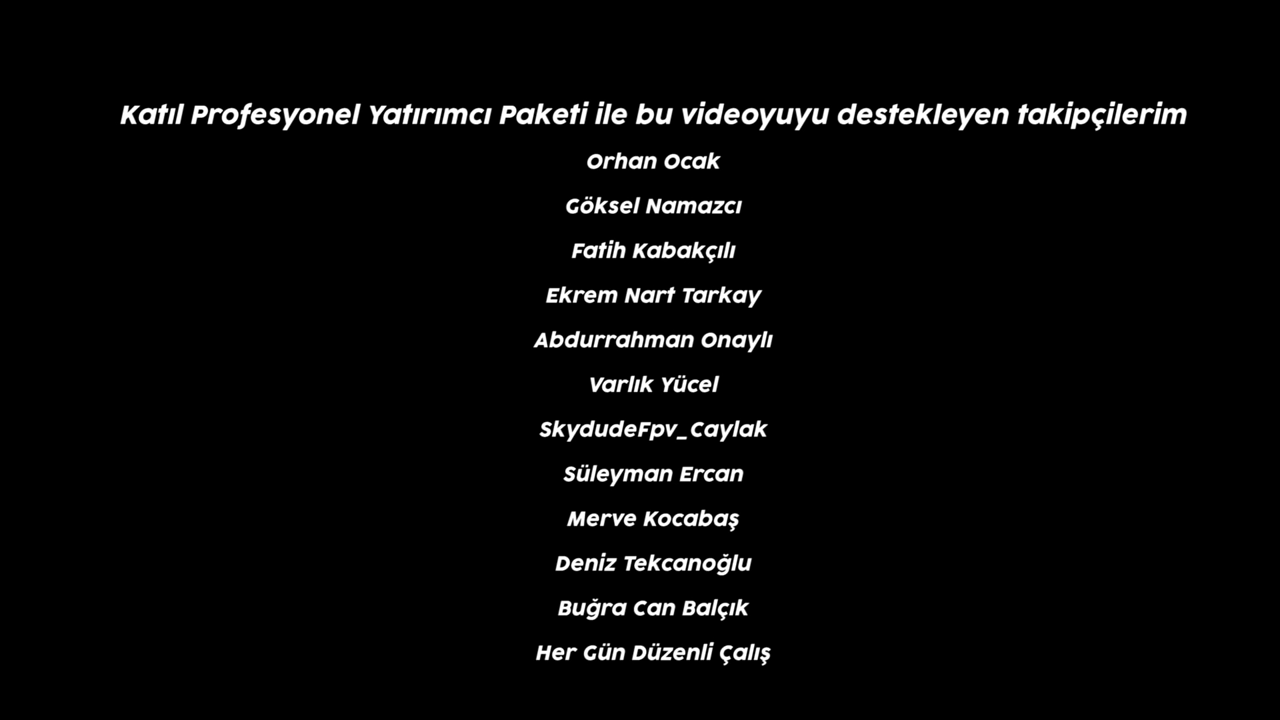 Katıl Profesyonel Yatırımcı Paketi ile bu videoyuyu destekleyen takipçilerim
Orhan Ocak
Göksel Namazcı
Fatih Kabakçılı
Ekrem Nart Tarkay
Abdurrahman Onaylı
Varlık Yücel
SkydudeFpv_Caylak
Süleyman Ercan
Merve Kocabaş
Deniz Tekcanoğlu
Buğra Can Balçık
Her Gün Düzenli Çalış